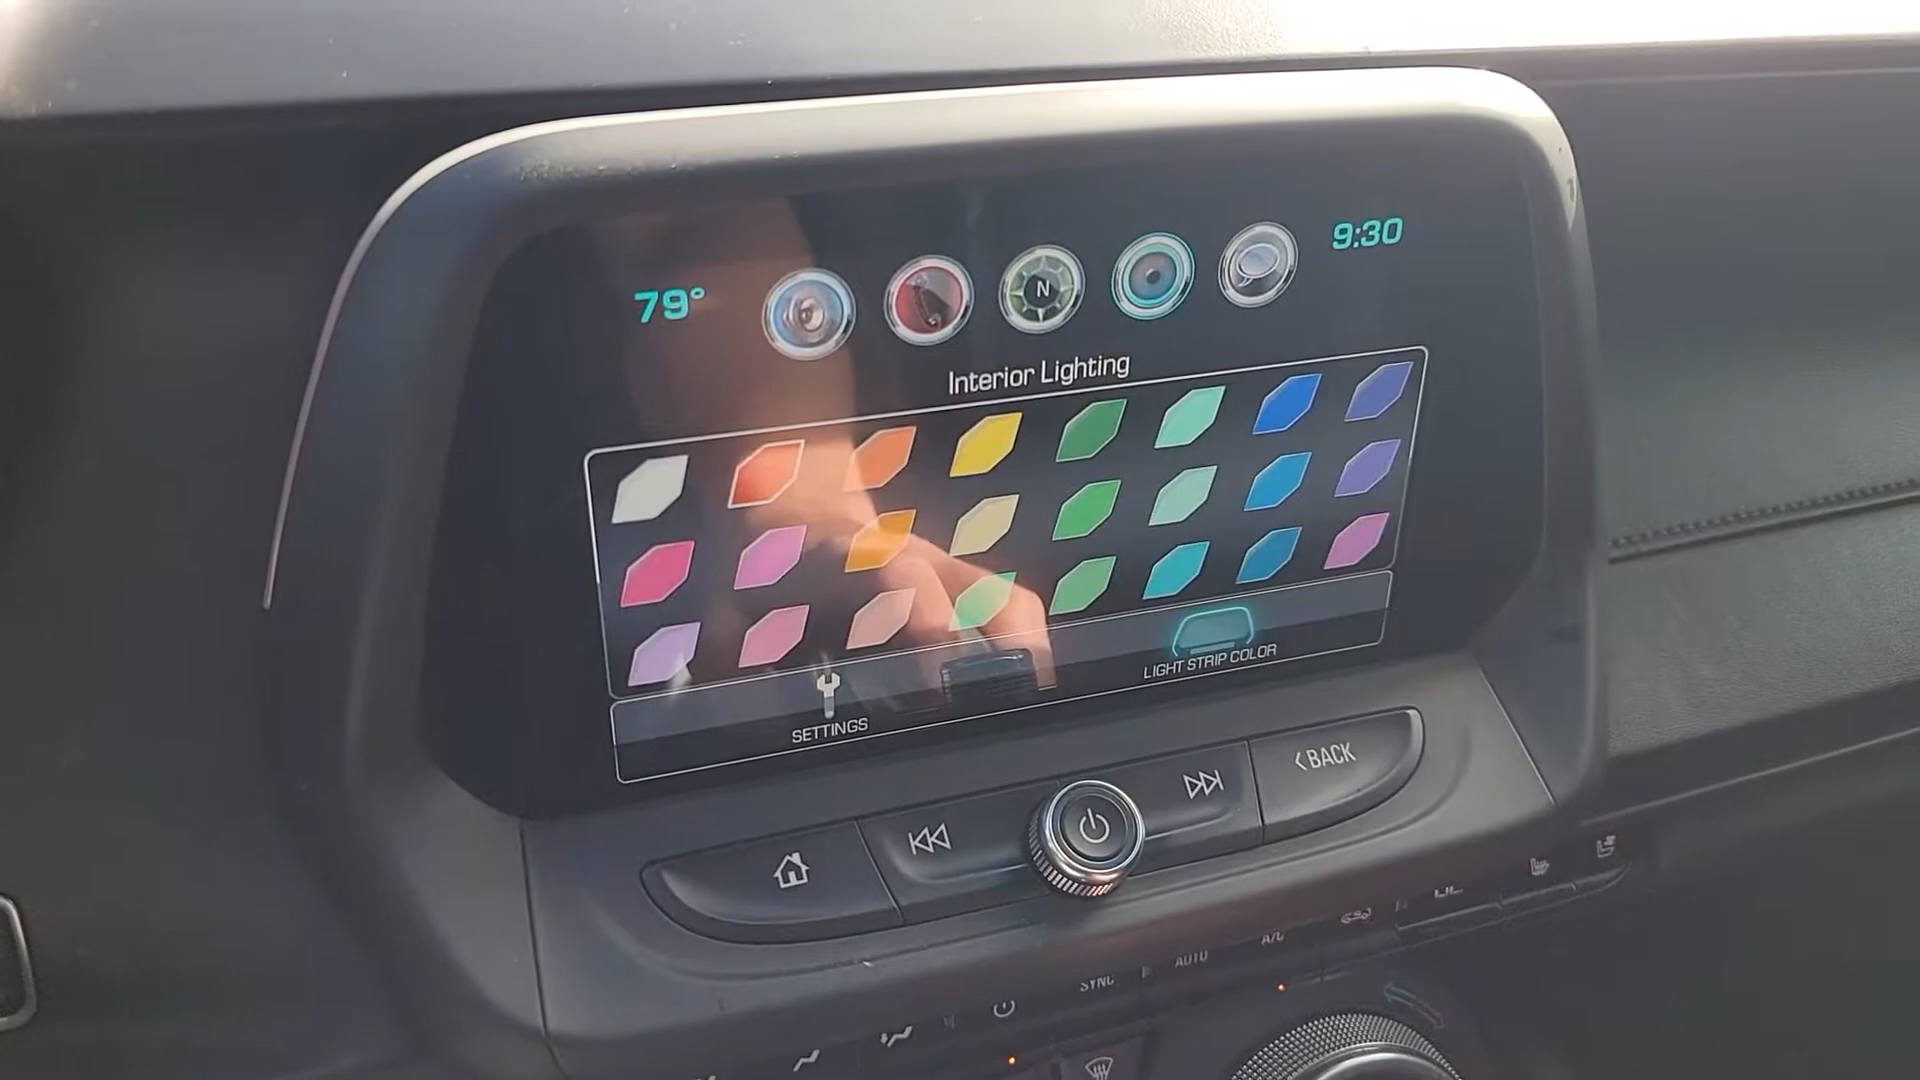 79°
N
9:30
Interior Lighting
SETTINGS
LIGHT STRIP COLOR
BACK
SYNC
AUTO
A/C